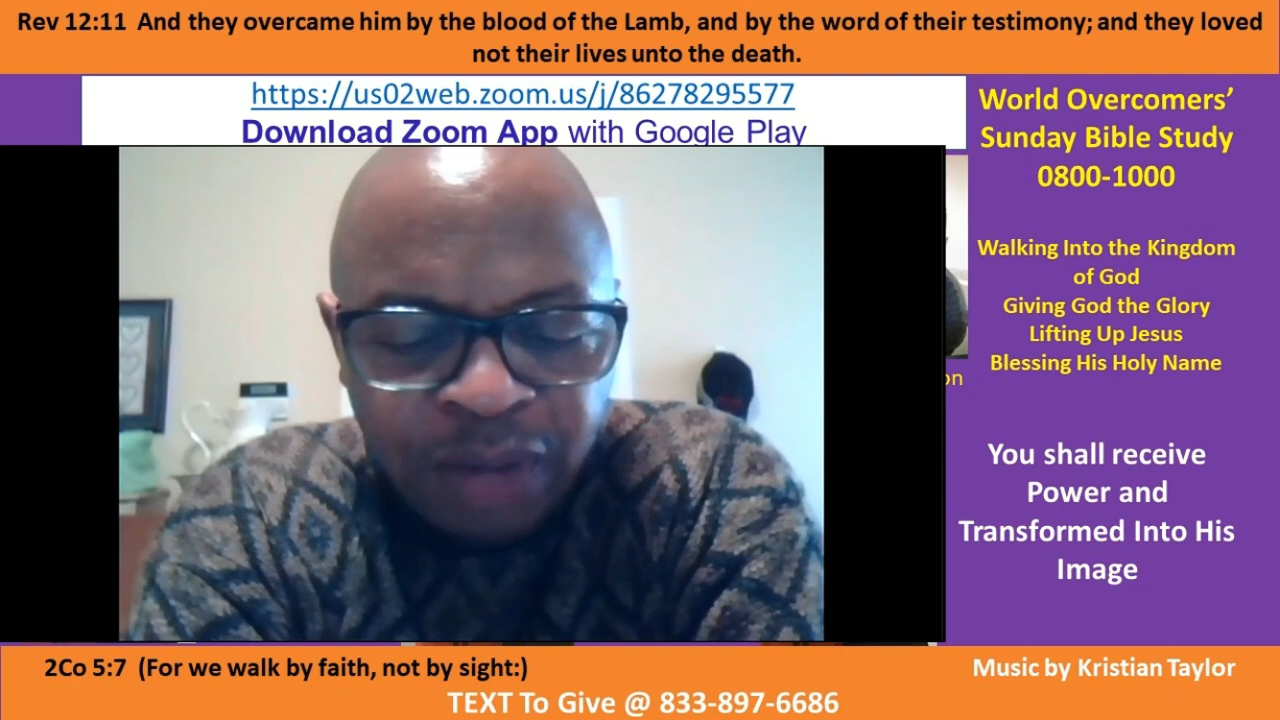 Rev 12:11  And they overcame him by the blood of the Lamb, and by the word of their testimony; and they loved
not their lives unto the death.
https://us02web.zoom.us/j/86278295577
Download Zoom App with Google Play
World Overcomers’
Sunday Bible Study
0800-1000
Walking Into the Kingdom
of God
Giving God the Glory
Lifting Up Jesus
Blessing His Holy Name
You shall receive
Power and
Transformed Into His
Image
2Co 5:7  (For we walk by faith, not by sight:)
Music by Kristian Taylor
TEXT To Give @ 833-897-6686